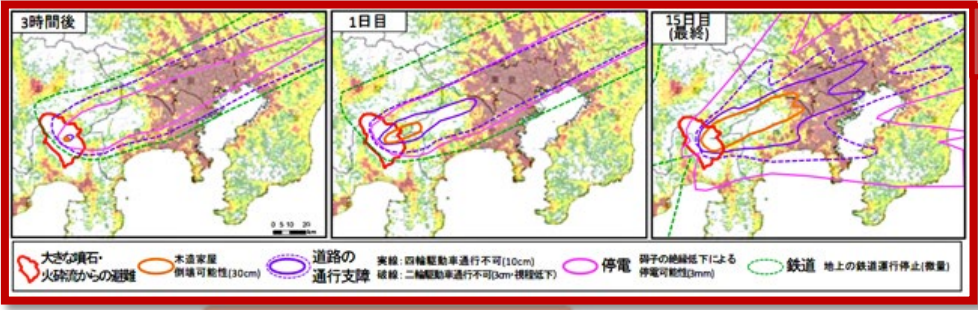 3時間後
1日目
15日目
(最終)
0 5 10 20
km
大きな噴石・
火砕流からの避難
木造家屋
倒壊可能性(30cm)
道路の
通行支障
実線:四輪駆動車通行不可(10cm)
破線:二輪駆動車通行不可(3cm・視程低下)
停電
碍子の絶縁低下による
停電可能性(3mm)
鉄道
地上の鉄道運行停止(微量)